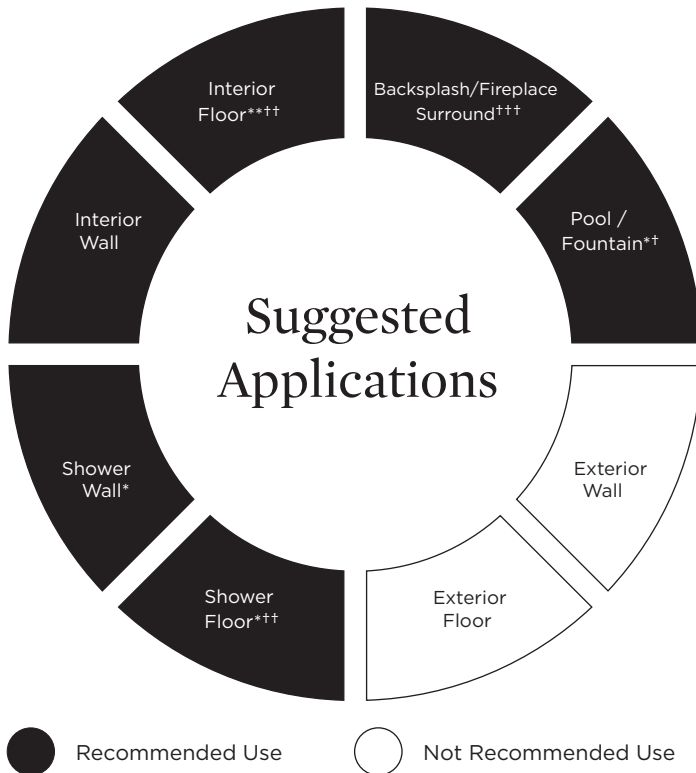 Suggested
Applications
Interior
Floor**††
Backsplash/Fireplace
Surround†††
Interior
Wall
Pool /
Fountain*†
Shower
Wall*
Exterior
Wall
Shower
Floor*††
Exterior
Floor
Recommended Use
Not Recommended Use